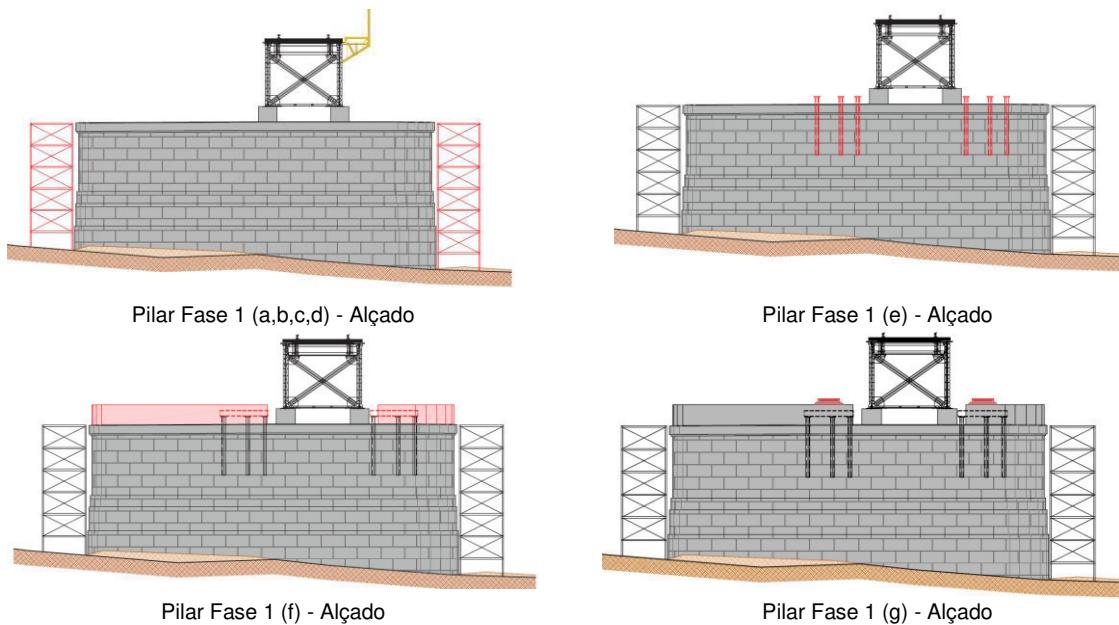 Pilar Fase 1 (a,b,c,d) - Alçado
Pilar Fase 1 (e) - Alçado
Pilar Fase 1 (f) - Alçado
Pilar Fase 1 (g) - Alçado